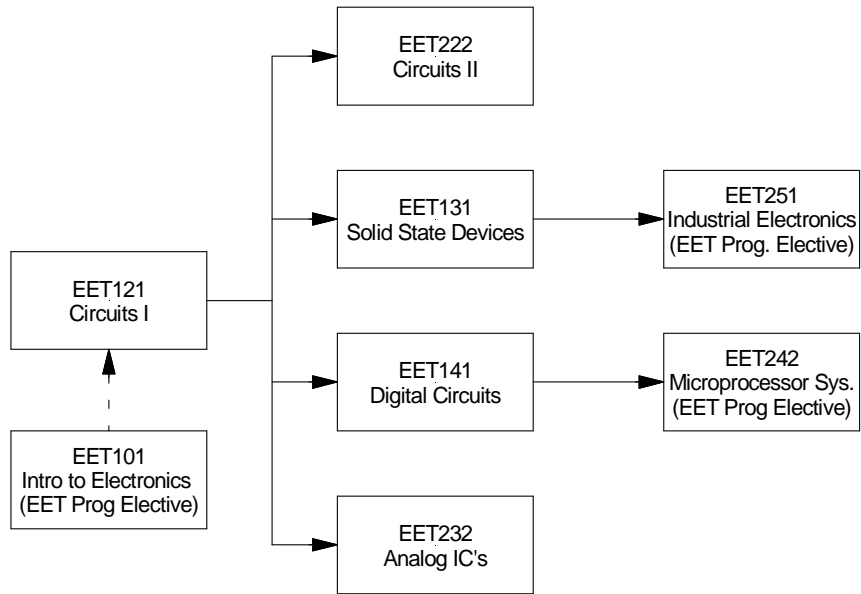 EET222
Circuits II
EET131
Solid State Devices
EET251
Industrial Electronics
(EET Prog. Elective)
EET121
Circuits I
EET141
Digital Circuits
EET242
Microprocessor Sys.
(EET Prog Elective)
EET101
Intro to Electronics
(EET Prog Elective)
EET232
Analog IC's